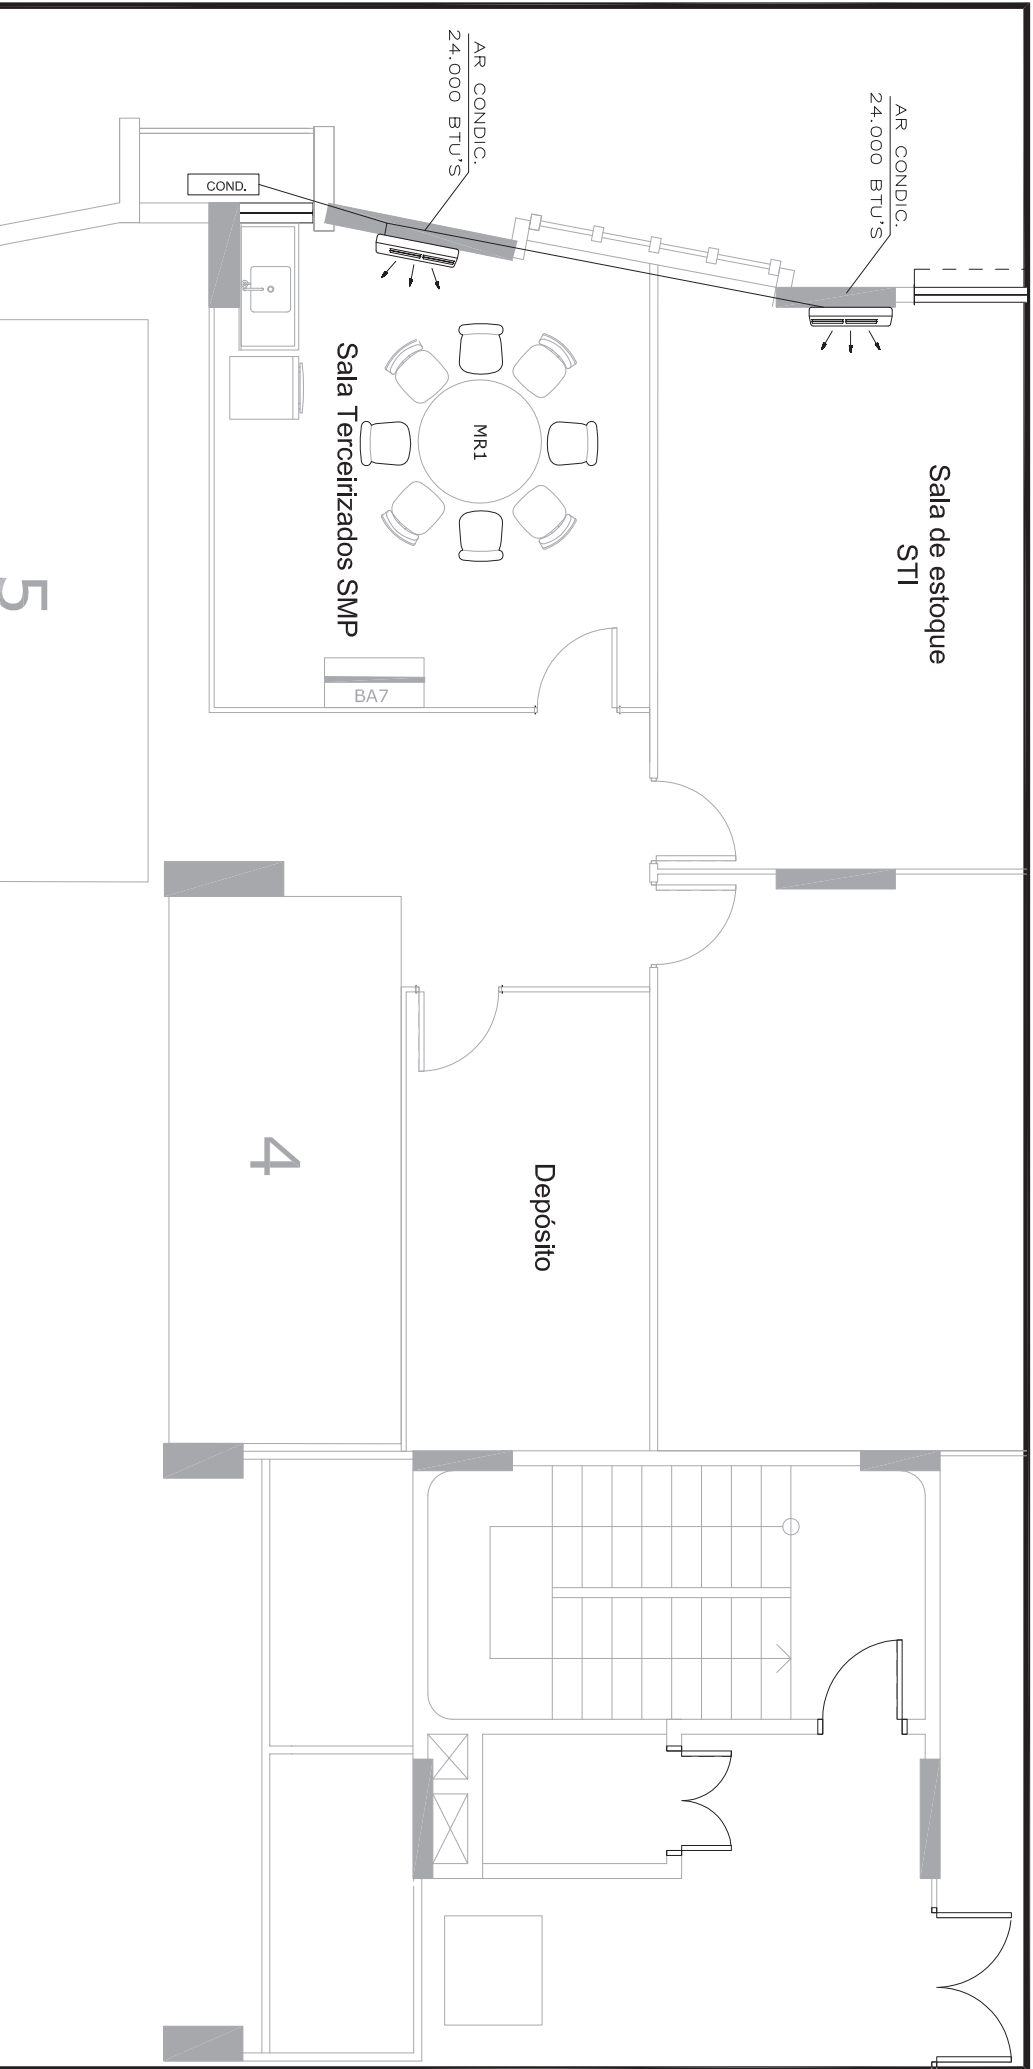 AR CONDIC.
24.000 BTU'S
AR CONDIC.
24.000 BTU'S
COND.
Sala de estoque
STI
MR1
Sala Terceirizados SMP
BA7
5
4
Depósito